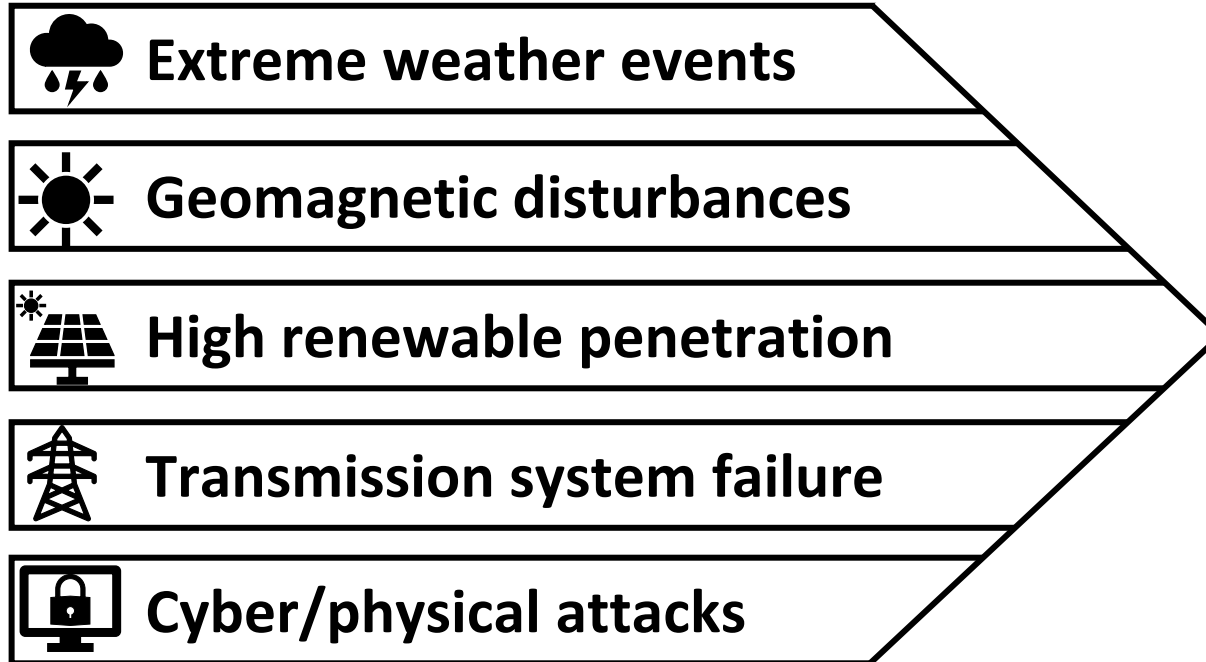 Extreme weather events
Geomagnetic disturbances
High renewable penetration
Transmission system failure
Cyber/physical attacks